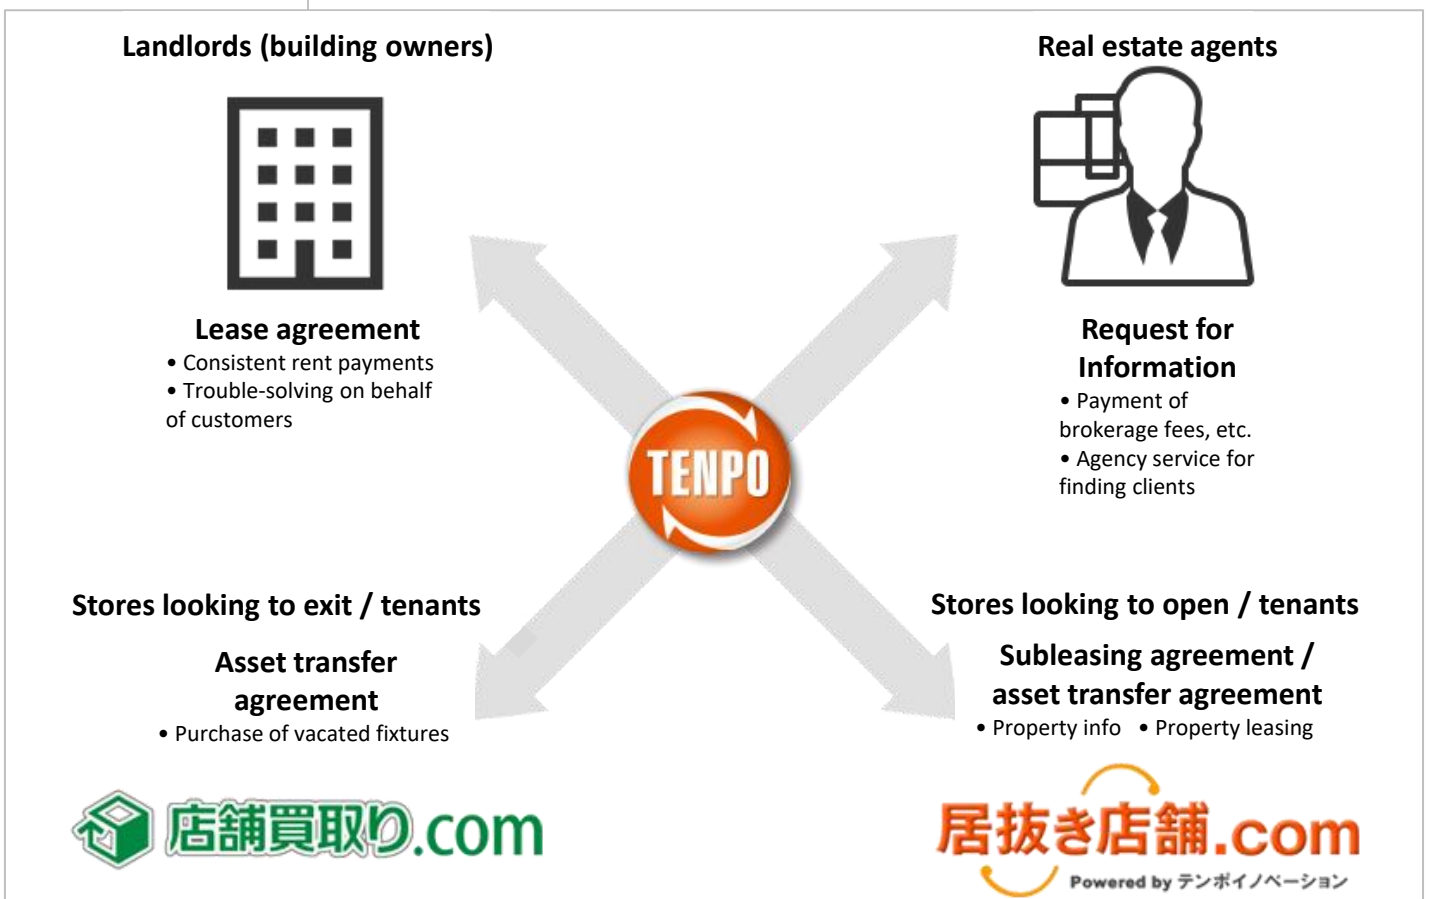 Landlords (building owners)
Lease agreement
• Consistent rent payments
• Trouble-solving on behalf
of customers
Real estate agents
Request for
Information
• Payment of
brokerage fees, etc.
• Agency service for
finding clients
TENPO
Stores looking to exit / tenants
Asset transfer
agreement
• Purchase of vacated fixtures
店舗買取り.com
Stores looking to open / tenants
Subleasing agreement /
asset transfer agreement
• Property info • Property leasing
居抜き店舗.com
Powered by テンポイノベーション